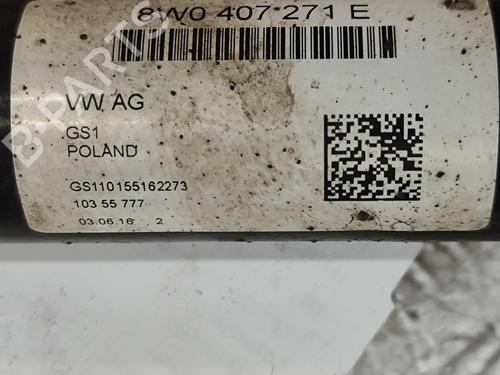 8W0 407 271 E
VW AG
GS1
POLAND
GS110155162273
103 55 777
03.06.16 2
B-PARTS